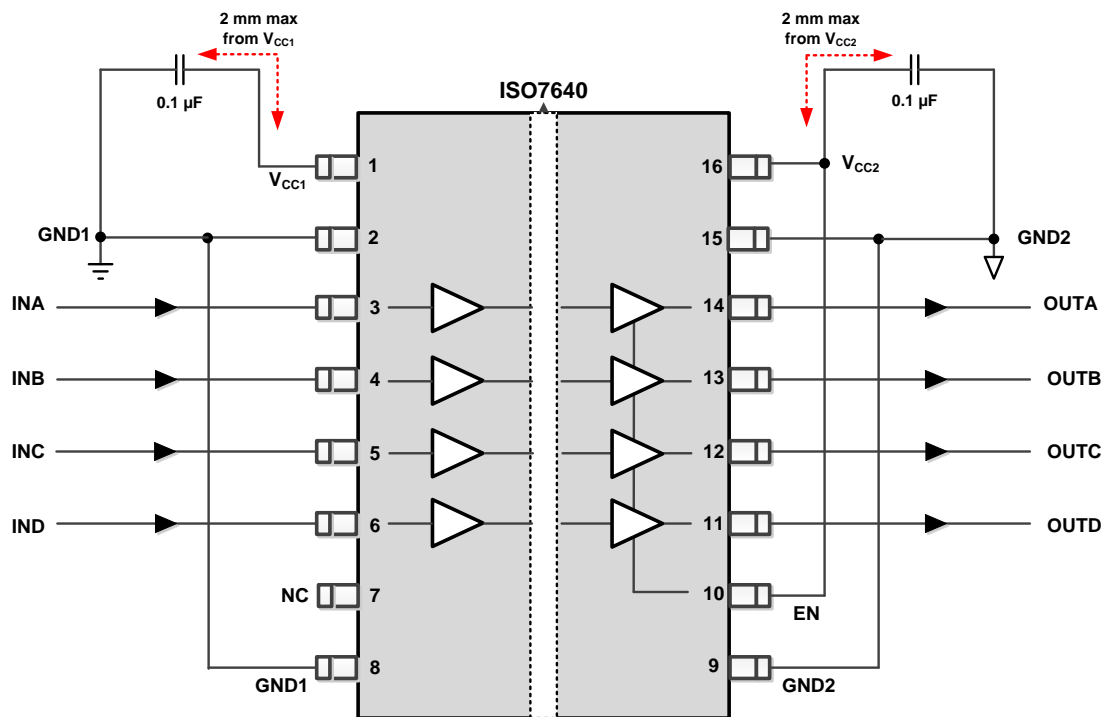 2 mm max
from VCC1
2 mm max
from VCC2
0.1 µF
ISO7640
0.1 µF
1
16
VCC1
VCC2
GND1
2
15
GND2
INA
3
14
OUTA
INB
4
13
OUTB
INC
5
12
OUTC
IND
6
11
OUTD
NC
7
10
EN
8
9
GND1
GND2